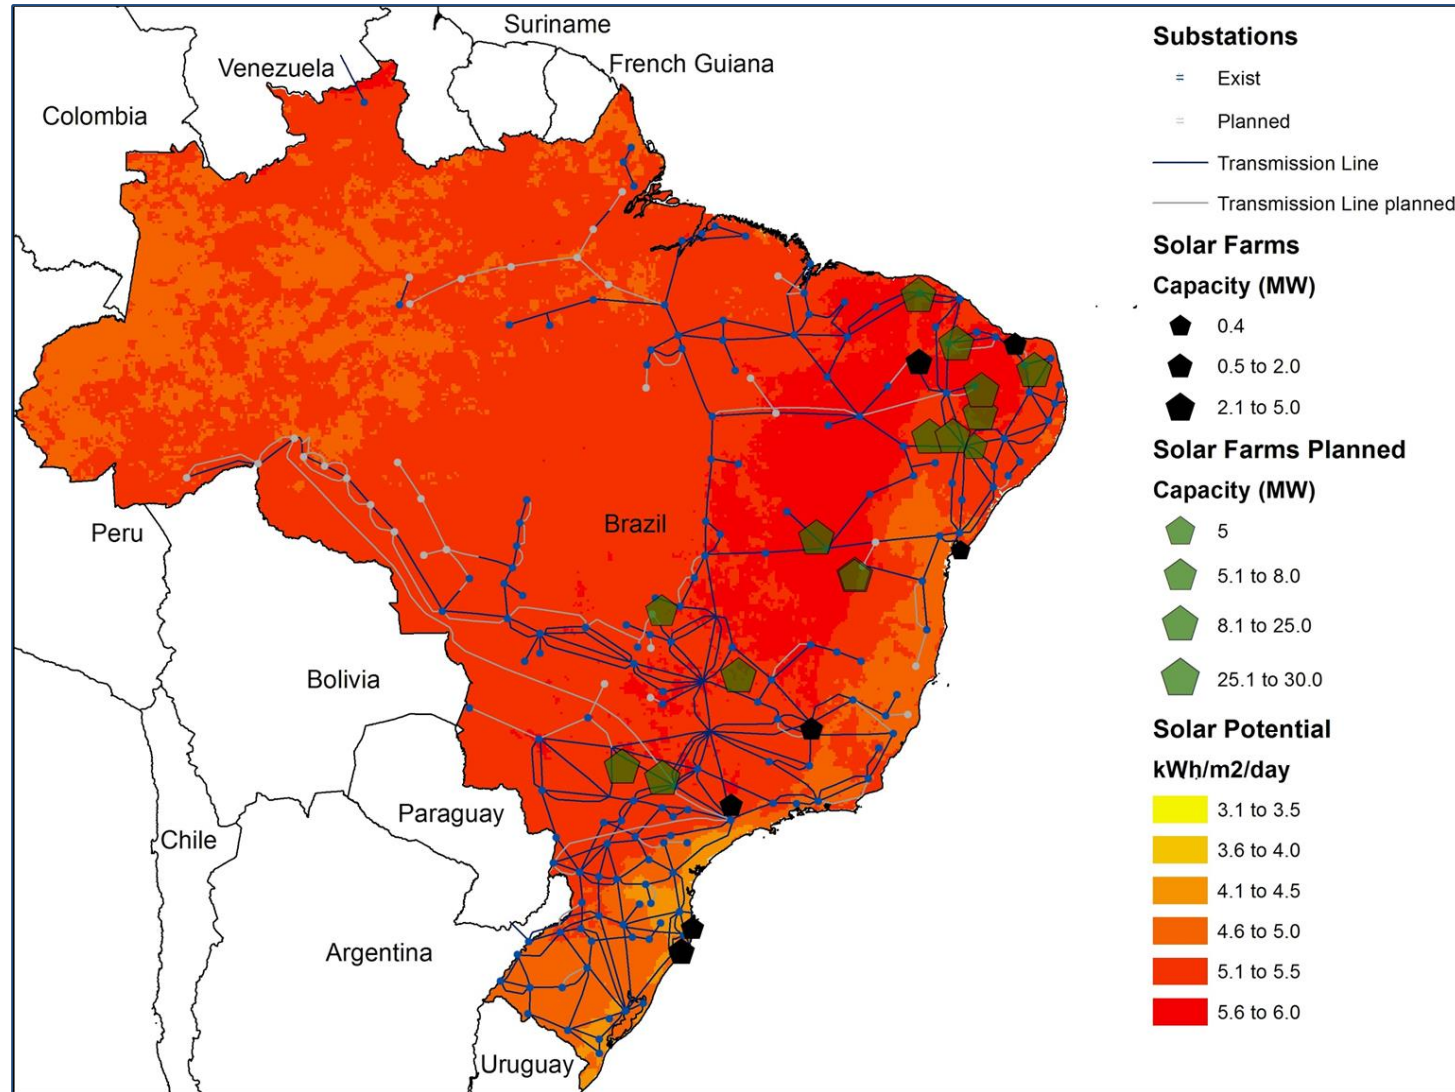 Suriname
Venezuela
French Guiana
Colombia
Peru
Brazil
Bolivia
Paraguay
Chile
Argentina
Uruguay
Substations
Exist
Planned
Transmission Line
Transmission Line planned
Solar Farms
Capacity (MW)
0.4
0.5 to 2.0
2.1 to 5.0
Solar Farms Planned
Capacity (MW)
5
5.1 to 8.0
8.1 to 25.0
25.1 to 30.0
Solar Potential
kWh/m2/day
3.1 to 3.5
3.6 to 4.0
4.1 to 4.5
4.6 to 5.0
5.1 to 5.5
5.6 to 6.0